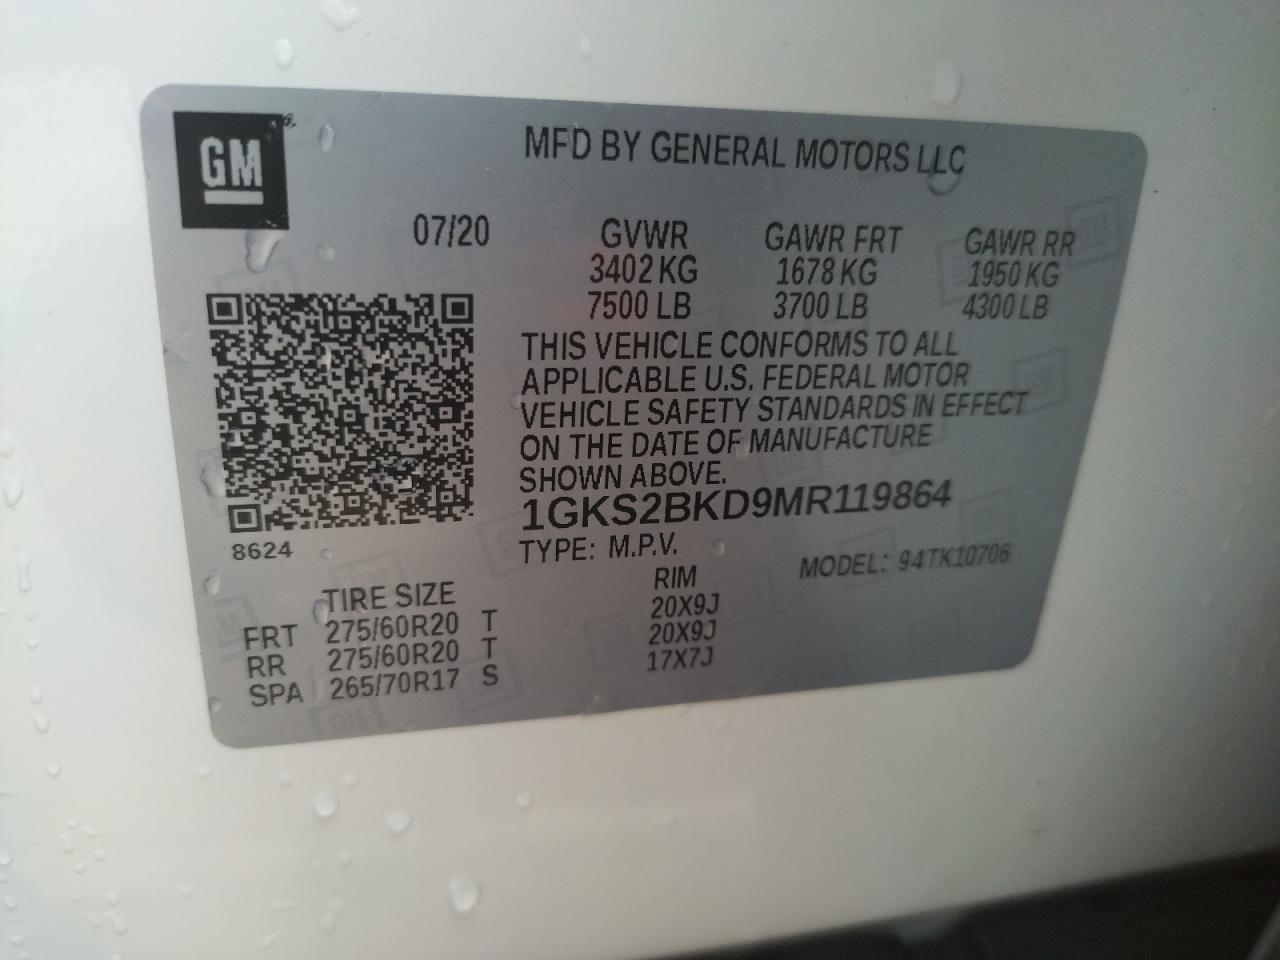 GM
MFD BY GENERAL MOTORS LLC
07/20 GVWR GAWR FRT GAWR RR
3402 KG 1678 KG 1950 KG
7500 LB 3700 LB 4300 LB
THIS VEHICLE CONFORMS TO ALL
APPLICABLE U.S. FEDERAL MOTOR
VEHICLE SAFETY STANDARDS IN EFFECT
ON THE DATE OF MANUFACTURE
SHOWN ABOVE.
1GKS2BKD9MR119864
8624
TYPE: M.P.V. MODEL: 94TK10706
TIRE SIZE RIM
FRT 275/60R20 T 20X9J
RR 275/60R20 T 20X9J
SPA 265/70R17 S 17X7J